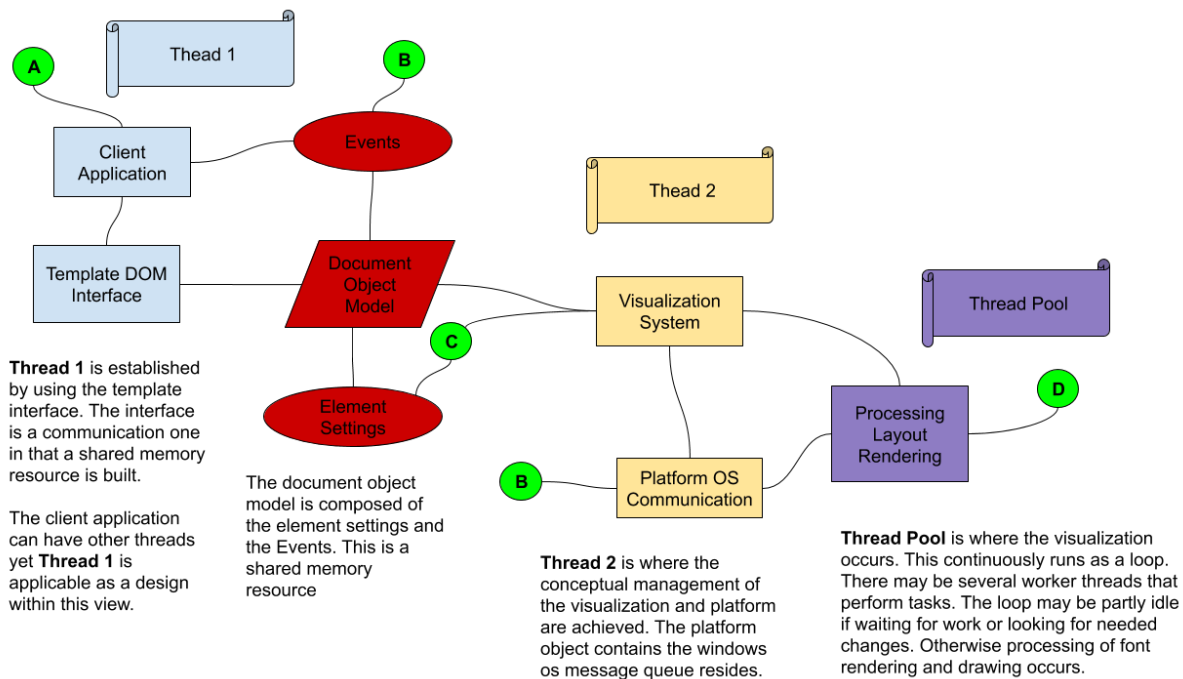 Thead 1
A
B
Client
Application
Events
Thead 2
Template DOM
Interface
Document
Object
Model
Visualization
System
Thread Pool
C
D
Element
Settings
Processing
Layout
Rendering
B
Platform OS
Communication
Thread 1 is established
by using the template
interface. The interface
is a communication one
in that a shared memory
resource is built.
The client application
can have other threads
yet Thread 1 is
applicable as a design
within this view.
The document object
model is composed of
the element settings and
the Events. This is a
shared memory
resource
Thread 2 is where the
conceptual management of
the visualization and platform
are achieved. The platform
object contains the windows
os message queue resides.
Thread Pool is where the visualization
occurs. This continuously runs as a loop.
There may be several worker threads that
perform tasks. The loop may be partly idle
if waiting for work or looking for needed
changes. Otherwise processing of font
rendering and drawing occurs.